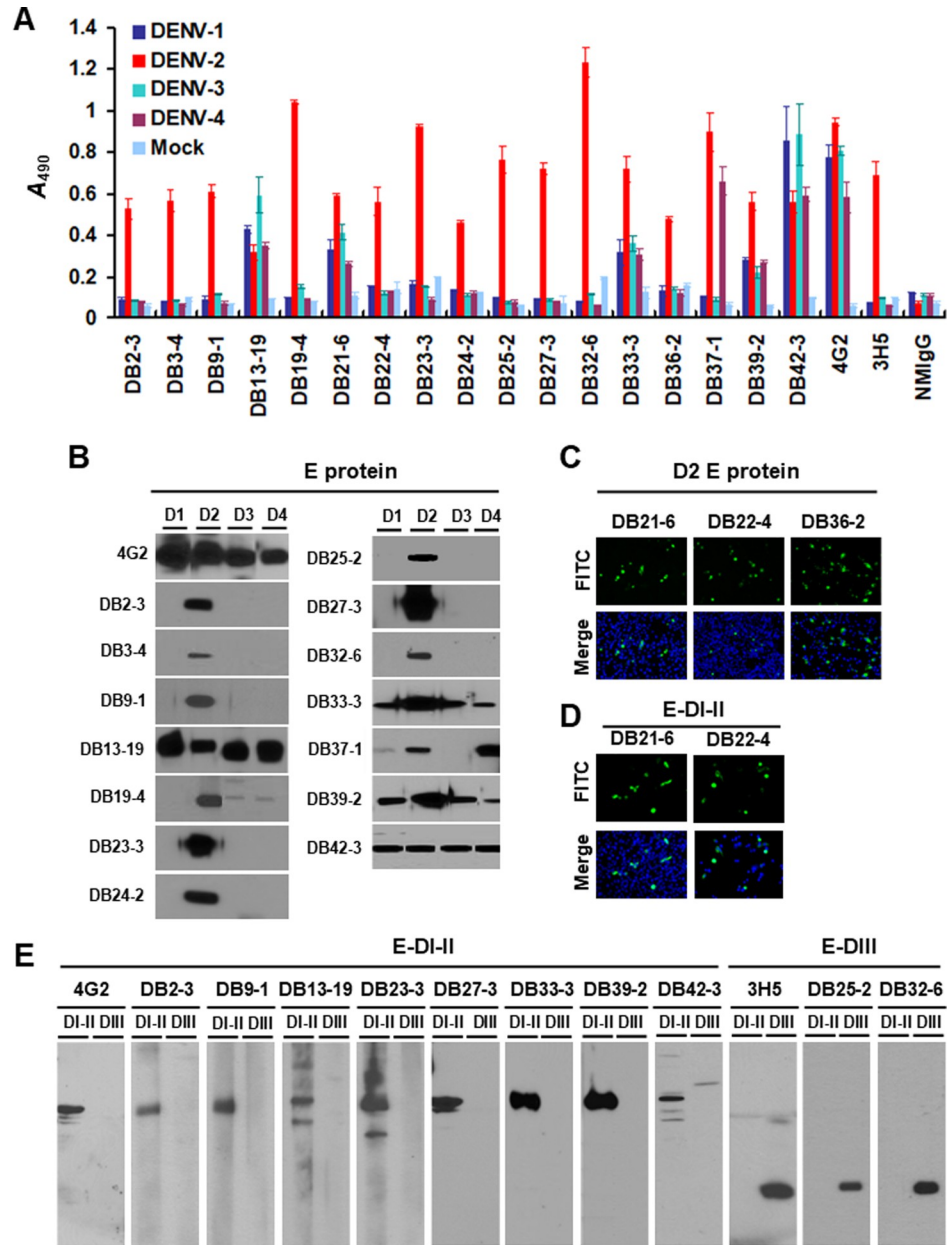 A
DENV-1
DENV-2
DENV-3
DENV-4
Mock
1.4
1.2
1
0.8
0.6
0.4
0.2
0
A490
DB2-3
DB3-4
DB9-1
DB13-19
DB19-4
DB21-6
DB22-4
DB23-3
DB24-2
DB25-2
DB27-3
DB32-6
DB33-3
DB36-2
DB37-1
DB39-2
DB42-3
4G2
3H5
NMIgG
B
E protein
D1 D2 D3 D4
4G2
DB2-3
DB3-4
DB9-1
DB13-19
DB19-4
DB23-3
DB24-2
D1 D2 D3 D4
DB25-2
DB27-3
DB32-6
DB33-3
DB37-1
DB39-2
DB42-3
C
D2 E protein
DB21-6 DB22-4 DB36-2
FITC
Merge
D
E-DI-II
DB21-6 DB22-4
FITC
Merge
E
E-DI-II E-DIII
4G2 DB2-3 DB9-1 DB13-19 DB23-3 DB27-3 DB33-3 DB39-2 DB42-3 3H5 DB25-2 DB32-6
DI-II DIII DI-II DIII DI-II DIII DI-II DIII DI-II DIII DI-II DIII DI-II DIII DI-II DIII DI-II DIII DI-II DIII DI-II DIII DI-II DIII